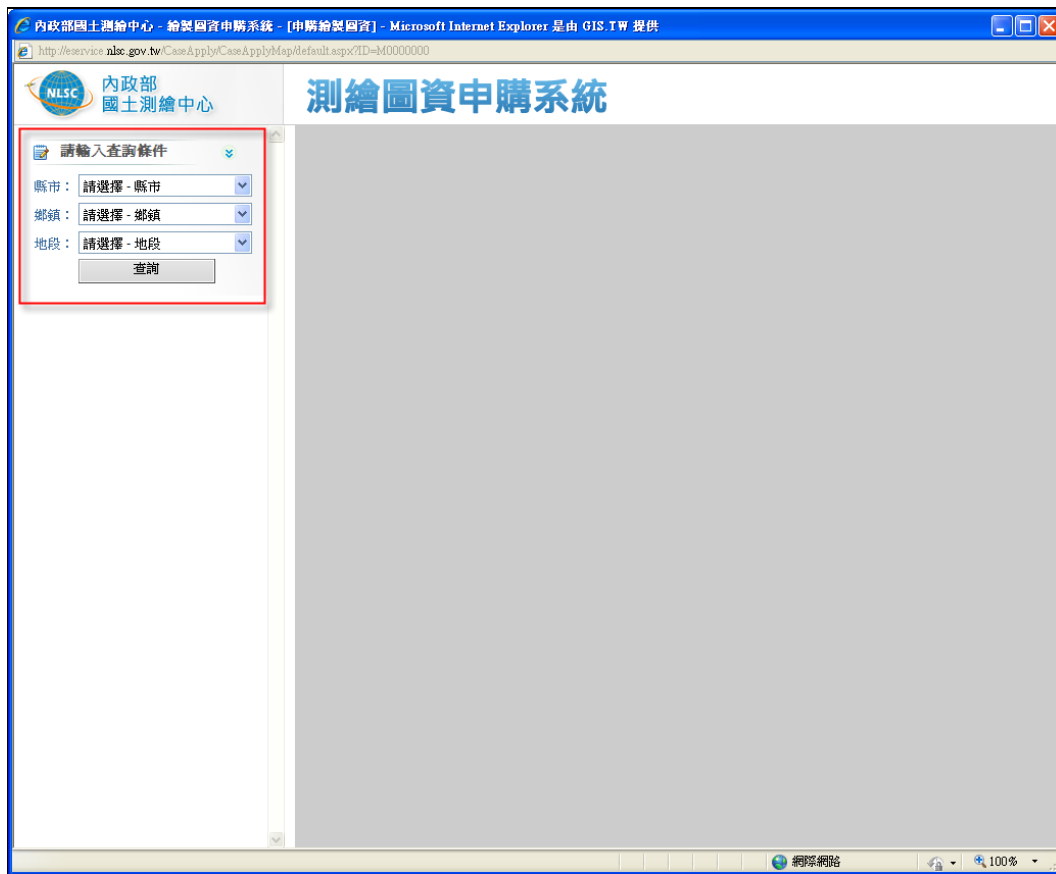 內政部國土測繪中心 - 繪製圖資申購系統 - [申購繪製圖資] - Microsoft Internet Explorer 是由 GIS.TW 提供
http://eservice.nlsc.gov.tw/CaseApply/CaseApplyMap/default.aspx?ID=M0000000
NLSC
內政部
國土測繪中心
測繪圖資申購系統
請輸入查詢條件
縣市： 請選擇 - 縣市
鄉鎮： 請選擇 - 鄉鎮
地段： 請選擇 - 地段
查詢
網際網路
100%